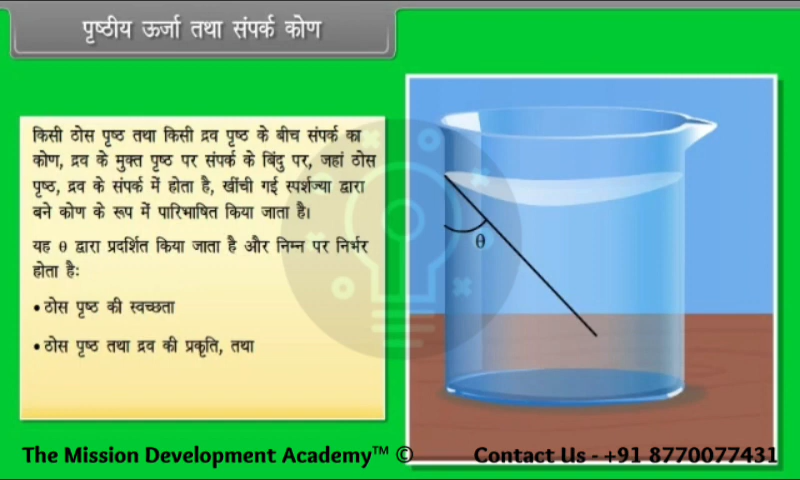 पृष्ठीय ऊर्जा तथा संपर्क कोण
किसी ठोस पृष्ठ तथा किसी द्रव पृष्ठ के बीच संपर्क का
कोण, द्रव के मुक्त पृष्ठ पर संपर्क के बिंदु पर, जहां ठोस
पृष्ठ, द्रव के संपर्क में होता है, खींची गई स्पर्शज्या द्वारा
बने कोण के रूप में पारिभाषित किया जाता है।
यह θ द्वारा प्रदर्शित किया जाता है और निम्न पर निर्भर
होता है:
• ठोस पृष्ठ की स्वच्छता
• ठोस पृष्ठ तथा द्रव की प्रकृति, तथा
θ
The Mission Development Academy™ ©
Contact Us - +91 8770077431